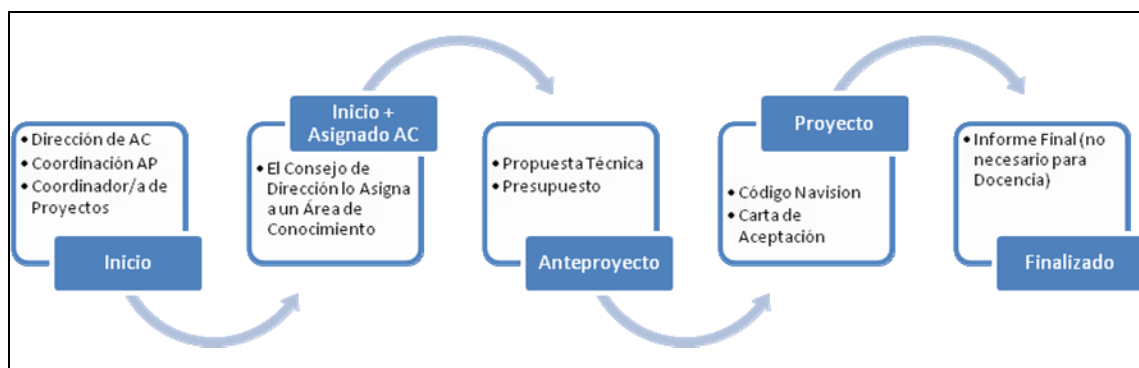 • Dirección de AC
• Coordinación AP
• Coordinador/a de
Proyectos
Inicio
Inicio +
Asignado AC
• El Consejo de
Dirección lo Asigna
a un Área de
Conocimiento
• Propuesta Técnica
• Presupuesto
Anteproyecto
Proyecto
• Código Navision
• Carta de
Aceptación
• Informe Final (no
necesario para
Docencia)
Finalizado